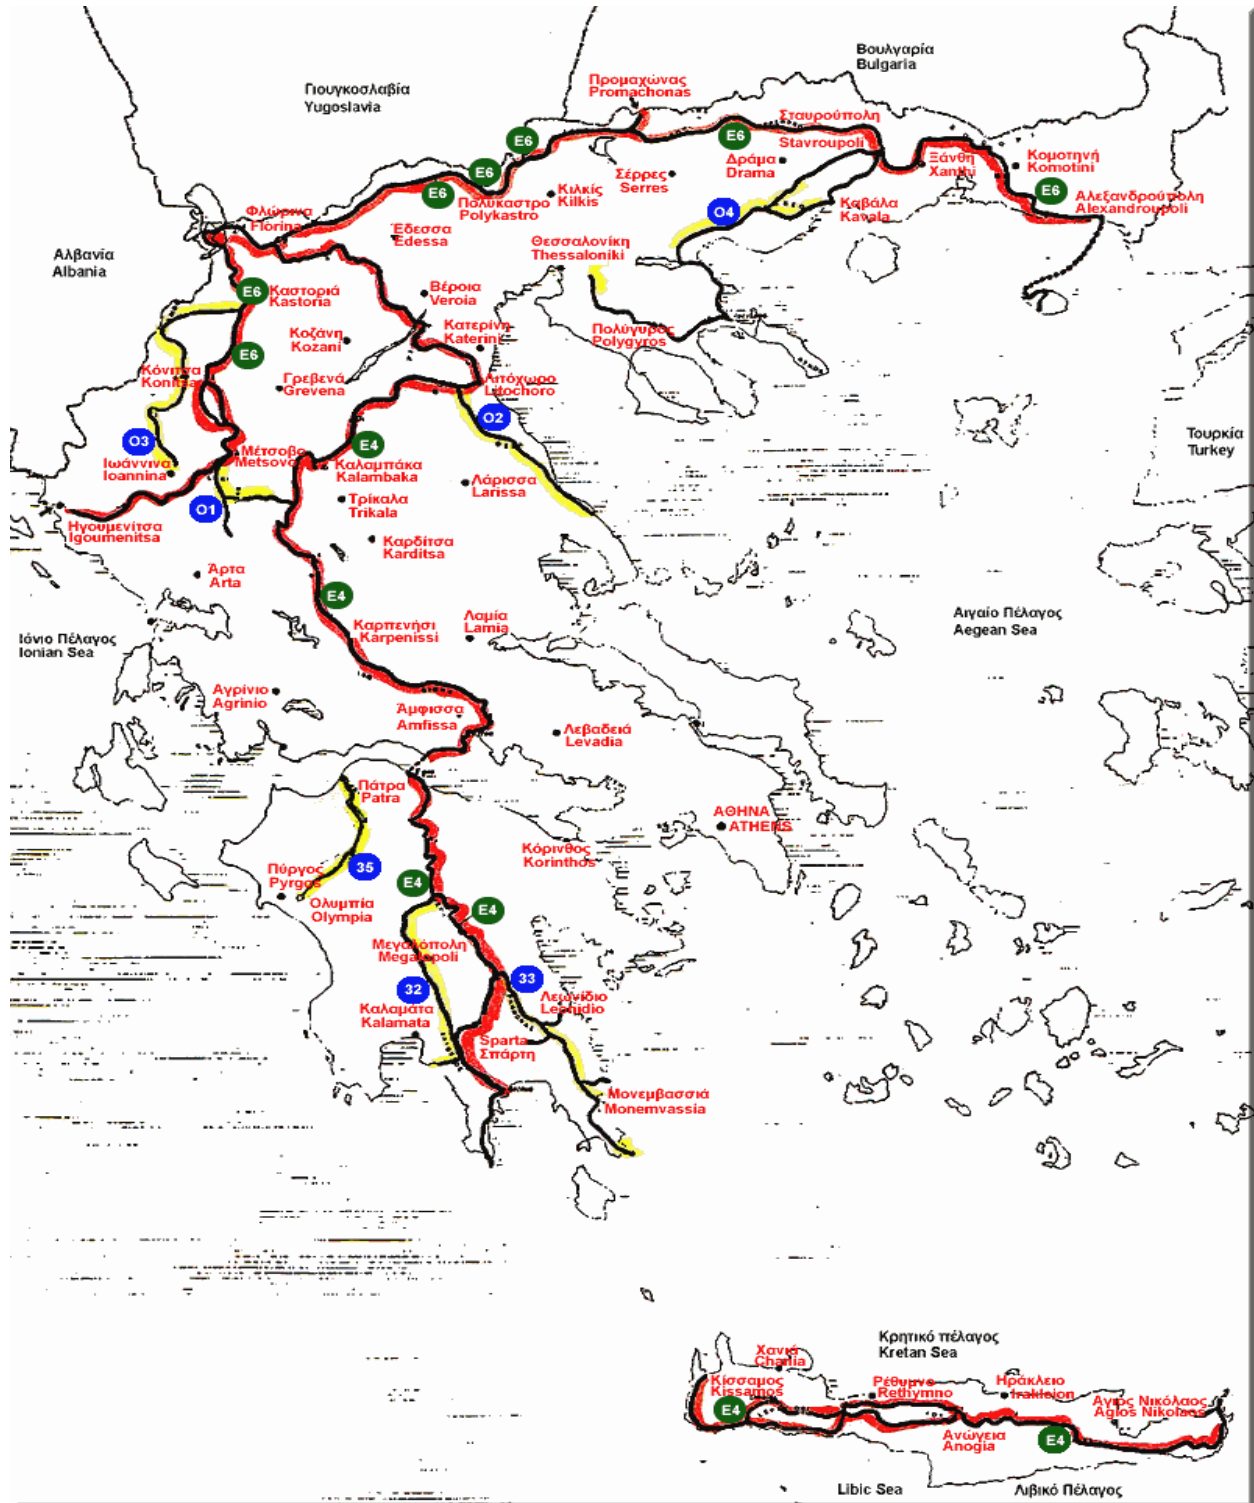 Βουλγαρία
Bulgaria
Προμαχώνας
Promachonas
Γιουγκοσλαβία
Yugoslavia
Σταυρούπολη
Stavroupoli
E6
E6
E6
E6
Δράμα
Drama
Ξάνθη
Xanthi
Κομοτηνή
Komotini
Σέρρες
Serres
Κιλκίς
Kilkis
E6
Αλεξανδρούπολη
Alexandroupoli
Πολύκαστρο
Polykastro
Καβάλα
Kavala
O4
Φλώρινα
Florina
Έδεσσα
Edessa
Θεσσαλονίκη
Thessaloniki
Αλβανία
Albania
E6
Καστοριά
Kastoria
Βέροια
Veroia
Κοζάνη
Kozani
Κατερίνη
Katerini
Πολύγυρος
Polygyros
E6
Κόνιτσα
Konitsa
Γρεβενά
Grevena
Λιτόχωρο
Litochoro
O2
O3
E4
Τουρκία
Turkey
Μέτσοβο
Metsovo
Ιωάννινα
Ioannina
Καλαμπάκα
Kalambaka
Λάρισσα
Larissa
O1
Τρίκαλα
Trikala
Ηγουμενίτσα
Igoumenitsa
Καρδίτσα
Karditsa
Άρτα
Arta
E4
Αιγαίο Πέλαγος
Aegean Sea
Λαμία
Lamia
Καρπενήσι
Karpenissi
Ιόνιο Πέλαγος
Ionian Sea
Αγρίνιο
Agrinio
Άμφισσα
Amfissa
Λεβαδειά
Levadia
Πάτρα
Patra
ΑΘΗΝΑ
ATHENS
Κόρινθος
Korinthos
35
Πύργος
Pyrgos
E4
Ολυμπία
Olympia
E4
Μεγαλόπολη
Megalopoli
33
32
Λεωνίδιο
Leonidio
Καλαμάτα
Kalamata
Sparta
Σπάρτη
Μονεμβασσιά
Monemvassia
Κρητικό πέλαγος
Kretan Sea
Χανιά
Chania
Κίσσαμος
Kissamos
Ρέθυμνο
Rethymno
Ηράκλειο
Irakleion
Αγιος Νικόλαος
Agios Nikolaos
E4
Ανώγεια
Anogia
E4
Libic Sea
Λιβικό Πέλαγος